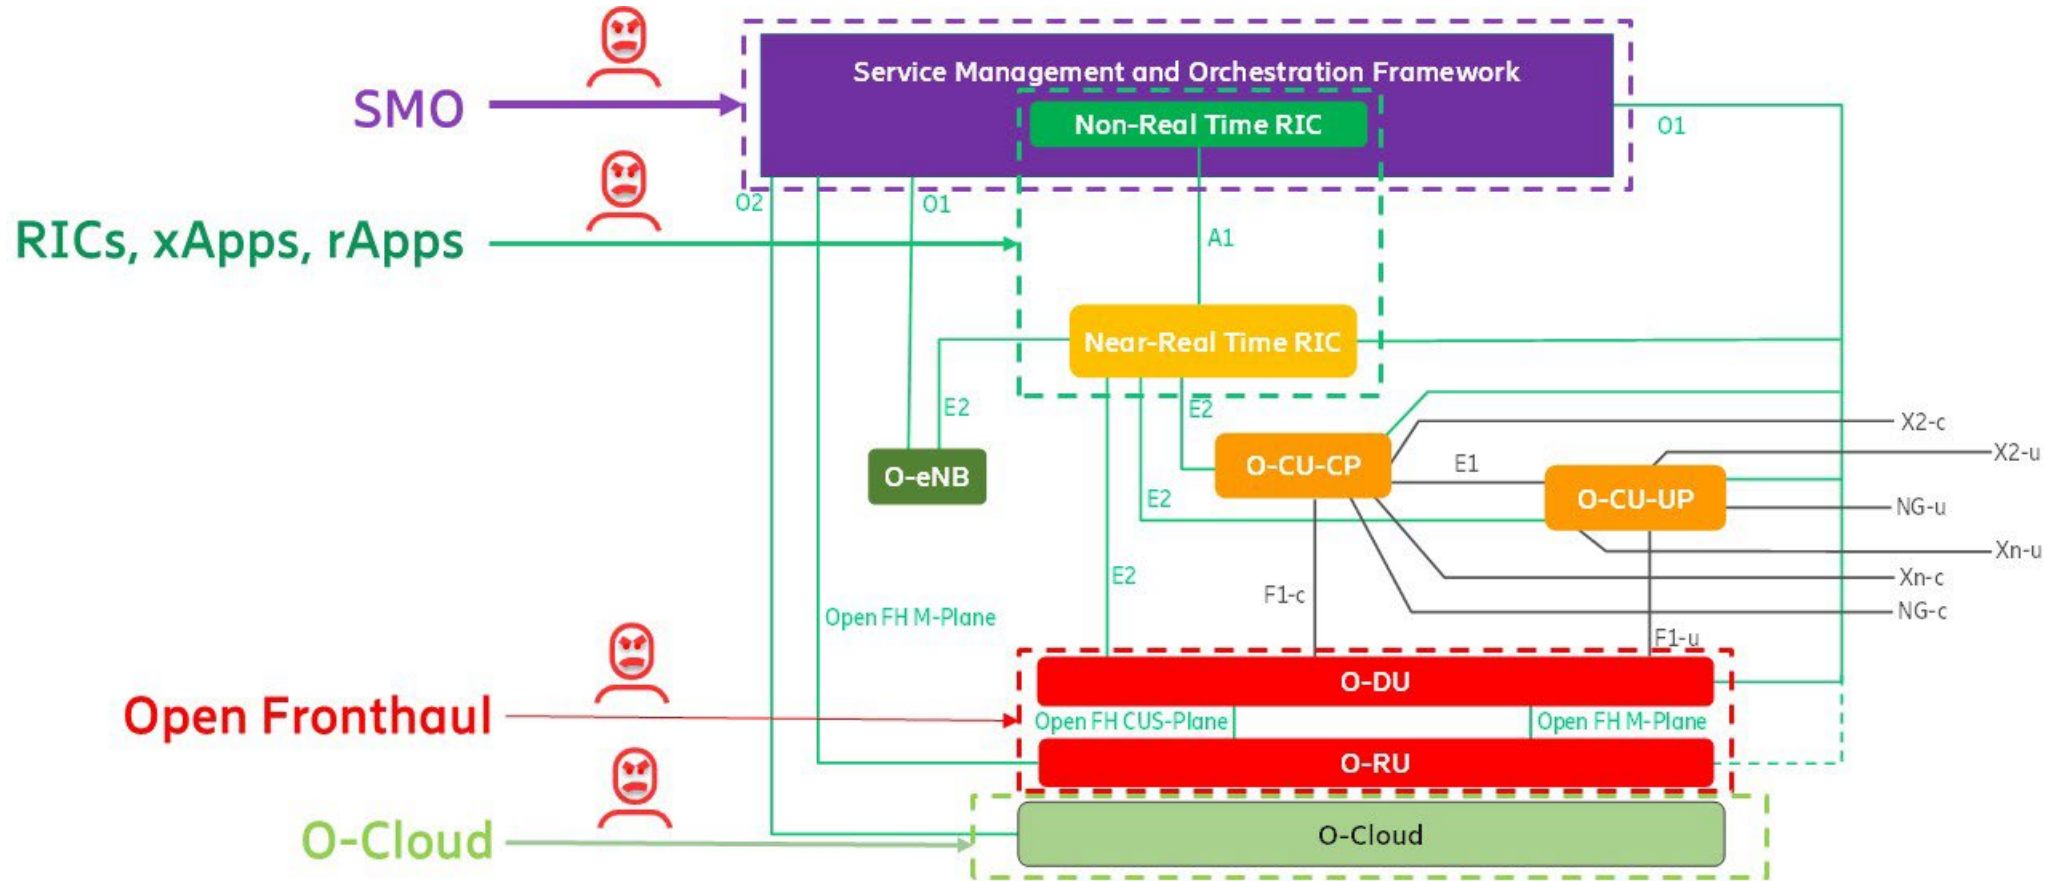 Service Management and Orchestration Framework
SMO
Non-Real Time RIC
O1
O2
O1
RICs, xApps, rApps
A1
Near-Real Time RIC
E2
E2
X2-c
O-CU-CP
E1
X2-u
O-eNB
E2
O-CU-UP
NG-u
Xn-u
E2
Xn-c
F1-c
NG-c
Open FH M-Plane
F1-u
O-DU
Open Fronthaul
Open FH CUS-Plane
Open FH M-Plane
O-RU
O-Cloud
O-Cloud